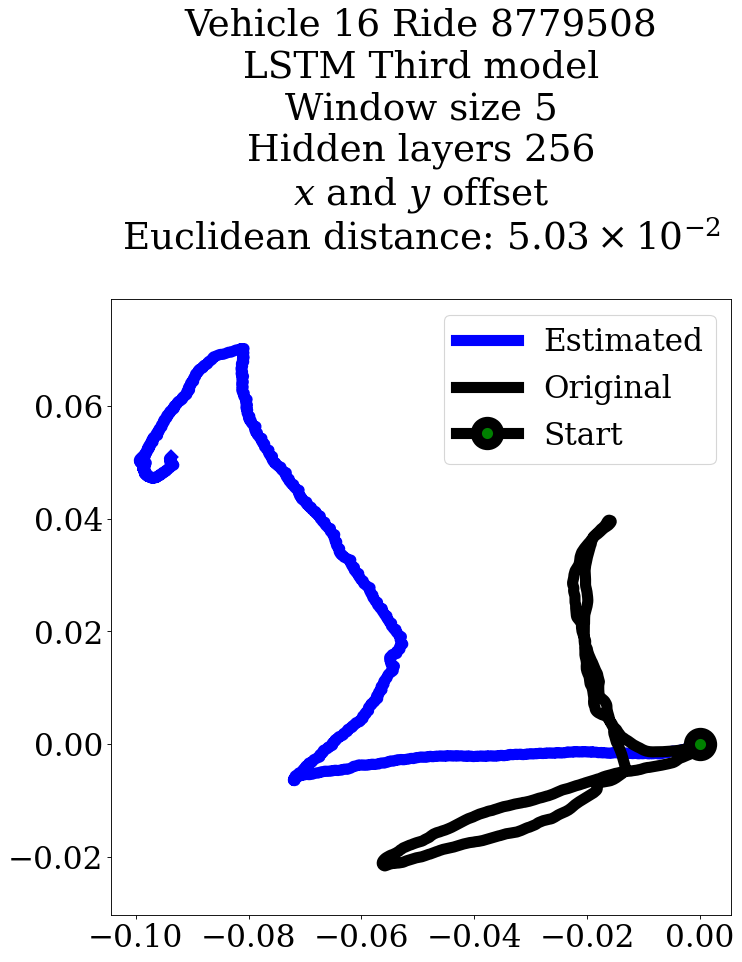 Vehicle 16 Ride 8779508
LSTM Third model
Window size 5
Hidden layers 256
x and y offset
Euclidean distance: 5.03 × 10⁻²
Estimated
Original
Start
0.06
0.04
0.02
0.00
−0.02
−0.10 −0.08 −0.06 −0.04 −0.02 0.00